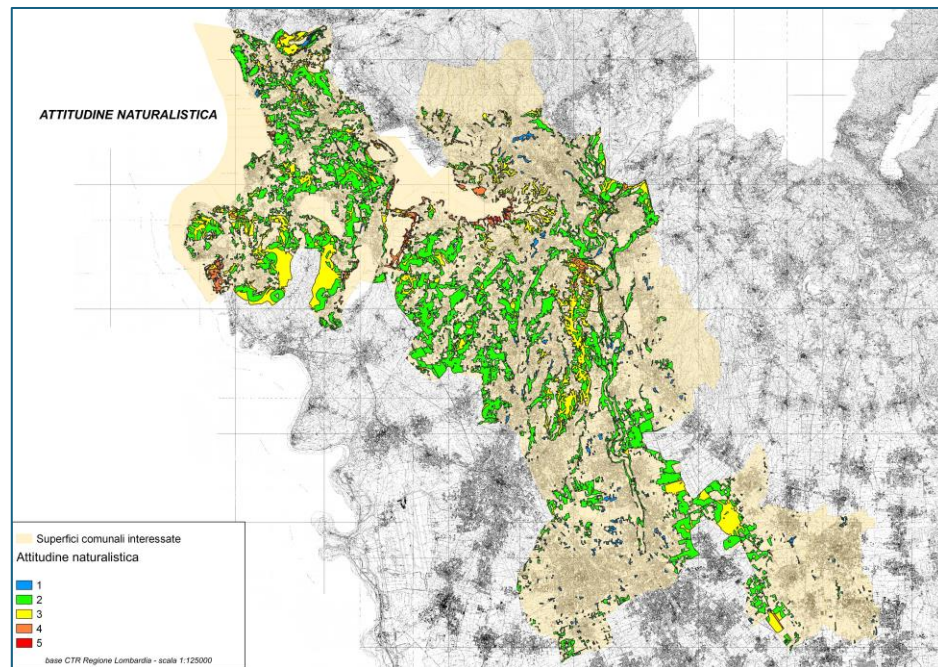 ATTITUDINE NATURALISTICA
Superfici comunali interessate
Attitudine naturalistica
1
2
3
4
5
base CTR Regione Lombardia - scala 1:125000